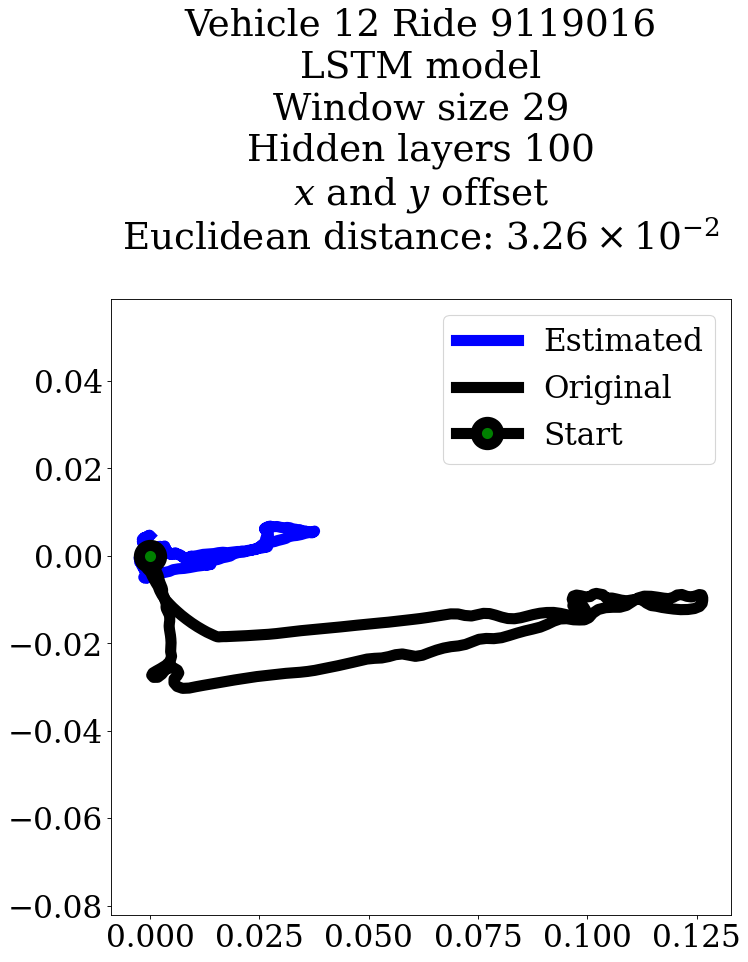 Vehicle 12 Ride 9119016
LSTM model
Window size 29
Hidden layers 100
x and y offset
Euclidean distance: 3.26 × 10⁻²
Estimated
Original
Start
0.04
0.02
0.00
−0.02
−0.04
−0.06
−0.08
0.000 0.025 0.050 0.075 0.100 0.125